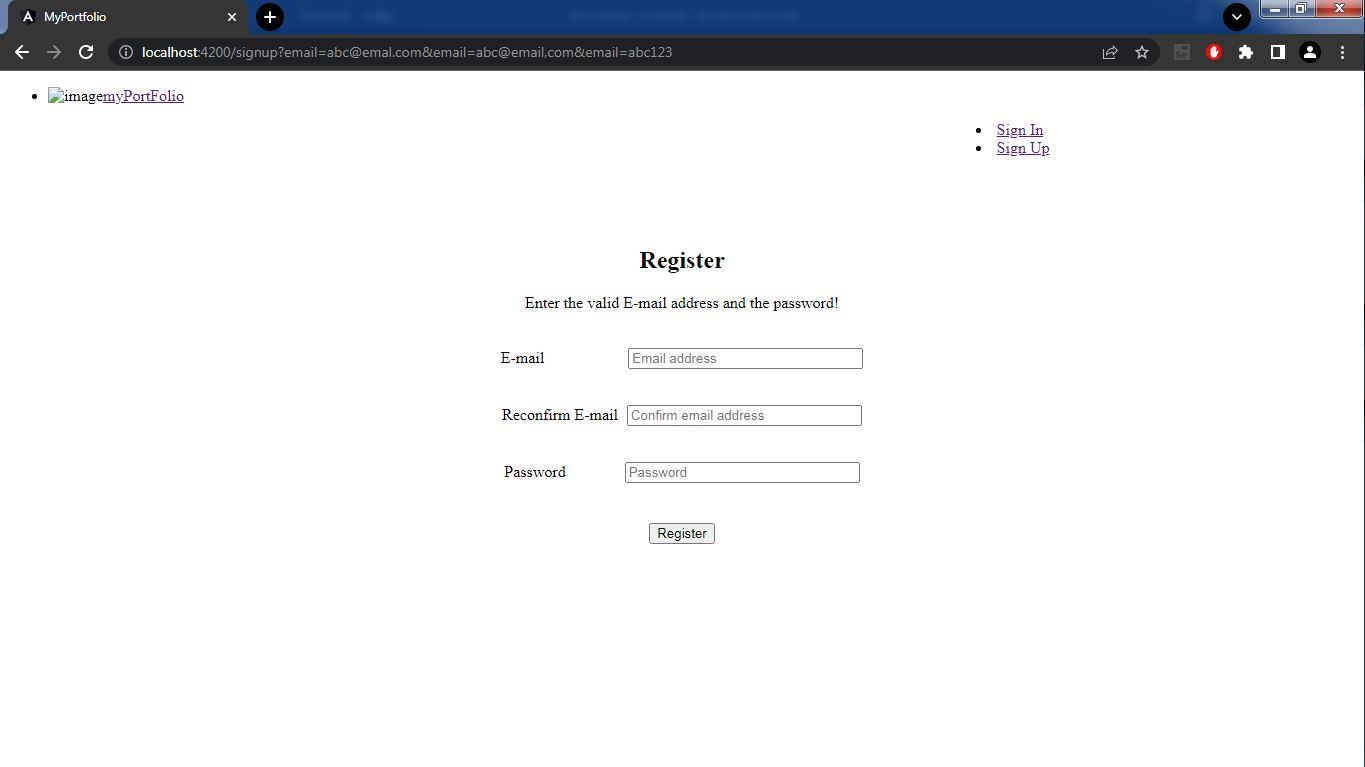 MyPortfolio
localhost:4200/signup?email=abc@emal.com&email=abc@email,com&email=abc123
imagemyPortFolio
Sign In
Sign Up
Register
Enter the valid E-mail address and the password!
E-mail Email address
Reconfirm E-mail Confirm email address
Password Password
Register